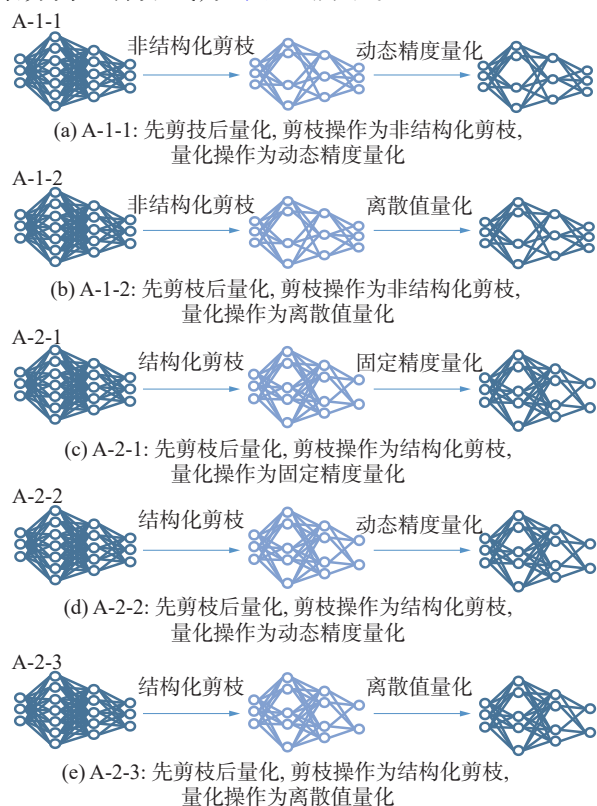 A-1-1
非结构化剪枝
动态精度量化
(a) A-1-1: 先剪技后量化, 剪枝操作为非结构化剪枝,
量化操作为动态精度量化
A-1-2
非结构化剪枝
离散值量化
(b) A-1-2: 先剪枝后量化, 剪枝操作为非结构化剪枝,
量化操作为离散值量化
A-2-1
结构化剪枝
固定精度量化
(c) A-2-1: 先剪枝后量化, 剪枝操作为结构化剪枝,
量化操作为固定精度量化
A-2-2
结构化剪枝
动态精度量化
(d) A-2-2: 先剪枝后量化, 剪枝操作为结构化剪枝,
量化操作为动态精度量化
A-2-3
结构化剪枝
离散值量化
(e) A-2-3: 先剪枝后量化, 剪枝操作为结构化剪枝,
量化操作为离散值量化